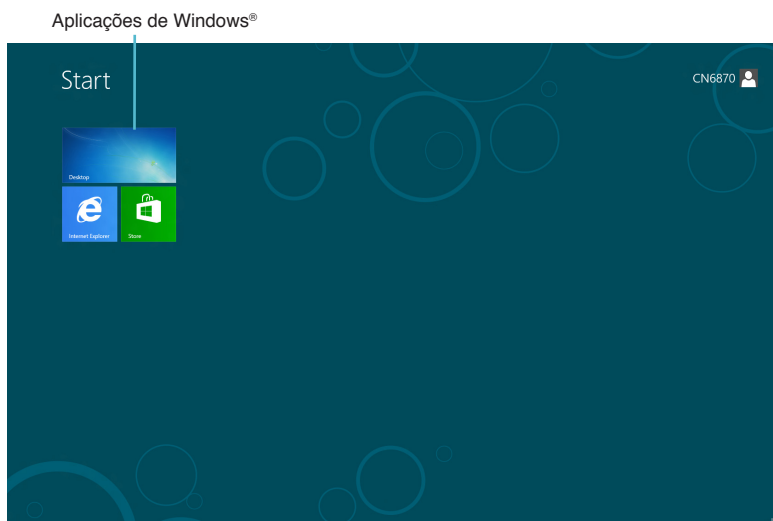 Aplicações de Windows®
Start
CN6870
Desktop
Internet Explorer
Store